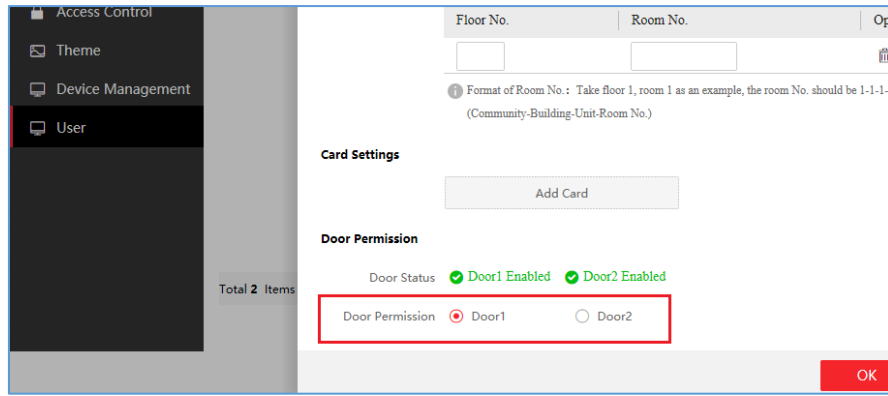 Access Control
Theme
Device Management
User
Total 2 Items
Floor No. Room No.
Format of Room No.: Take floor 1, room 1 as an example, the room No. should be 1-1-1-
(Community-Building-Unit-Room No.)
Card Settings
Add Card
Door Permission
Door Status Door1 Enabled Door2 Enabled
Door Permission Door1 Door2
OK